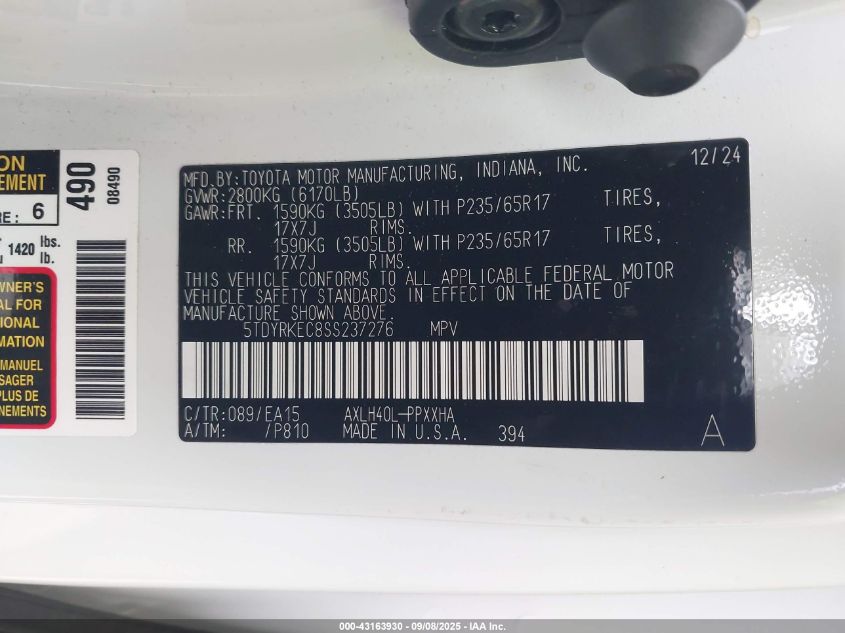 ON
EMENT
RE: 6
1420 lbs.
lb.
WNER'S
AL FOR
IONAL
MATION
MANUEL
SAGER
PLUS DE
NEMENTS
490
08490
MFD.BY:TOYOTA MOTOR MANUFACTURING, INDIANA, INC. 12/24
GVWR:2800KG (6170LB)
GAWR:FRT. 1590KG (3505LB) WITH P235/65R17 TIRES,
17X7J RIMS.
RR. 1590KG (3505LB) WITH P235/65R17 TIRES,
17X7J RIMS.
THIS VEHICLE CONFORMS TO ALL APPLICABLE FEDERAL MOTOR
VEHICLE SAFETY STANDARDS IN EFFECT ON THE DATE OF
MANUFACTURE SHOWN ABOVE.
5TDYRKEC8SS237276 MPV
C/TR:089/EA15 AXLH40L-PPXXHA
A/TM: /P810 MADE IN U.S.A. 394 A
000-43163930 - 09/08/2025 - IAA Inc.